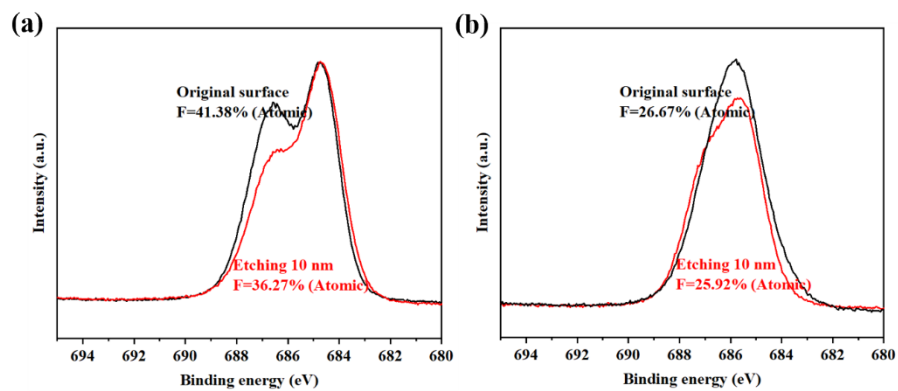 (a)
Original surface
F=41.38% (Atomic)
Etching 10 nm
F=36.27% (Atomic)
Intensity (a.u.)
694 692 690 688 686 684 682 680
Binding energy (eV)
(b)
Original surface
F=26.67% (Atomic)
Etching 10 nm
F=25.92% (Atomic)
Intensity (a.u.)
694 692 690 688 686 684 682 680
Binding energy (eV)